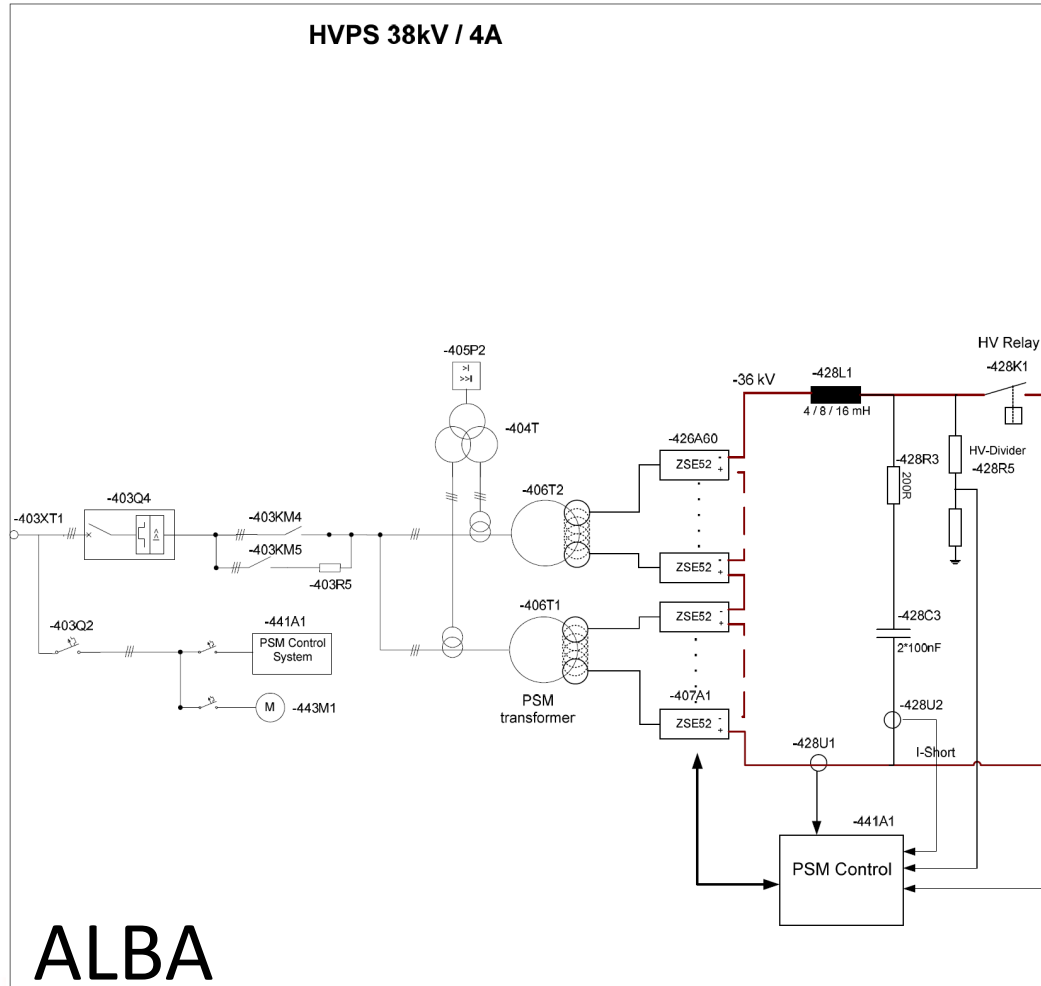 HVPS 38kV / 4A
HV Relay
-405P2
>I
>>I
-428L1
-428K1
-36 kV
4 / 8 / 16 mH
-404T
-426A60
ZSE52
-
+
-428R3
200R
HV-Divider
-428R5
-406T2
-403Q4
>>I
-403XT1
-403KM4
-403KM5
-403R5
ZSE52
-
+
-406T1
ZSE52
-
+
-403Q2
-441A1
PSM Control
System
-428C3
2*100nF
M
-443M1
PSM
transformer
-407A1
ZSE52
-
+
-428U2
-428U1
I-Short
-441A1
PSM Control
ALBA